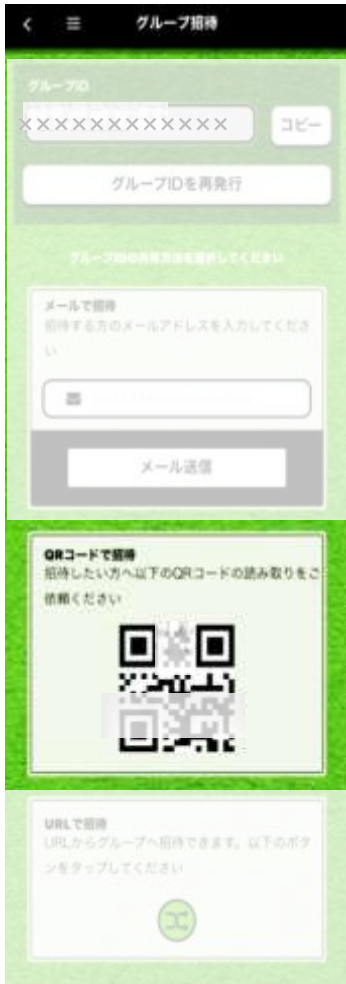 グループ招待
グループID
××××××××××××
コピー
グループIDを再発行
グループIDの共有方法を選択してください
メールで招待
招待する方のメールアドレスを入力してくださ
い
メール送信
QRコードで招待
招待したい方へ以下のQRコードの読み取りをご
依頼ください
URLで招待
URLからグループへ招待できます。以下のボタ
ンをタップしてください